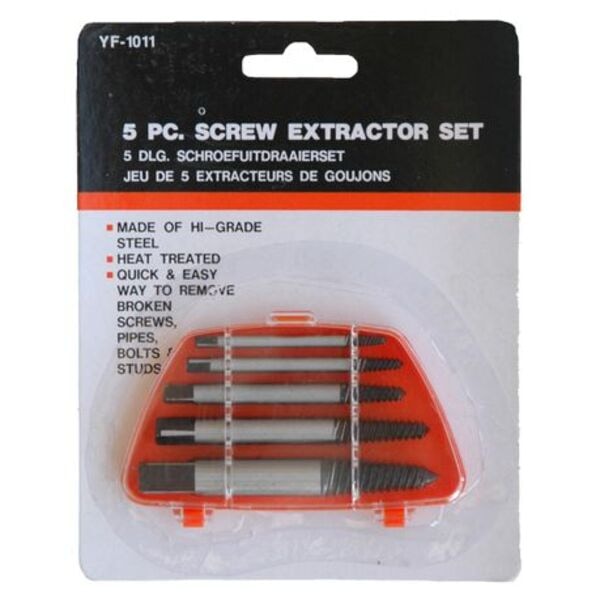 YF-1011
5 PC. SCREW EXTRACTOR SET
5 DLG. SCHROEFUITDRAAIERSET
JEU DE 5 EXTRACTEURS DE GOUJONS
MADE OF HI-GRADE
STEEL
HEAT TREATED
QUICK & EASY
WAY TO REMOVE
BROKEN
SCREWS,
PIPES,
BOLTS &
STUDS